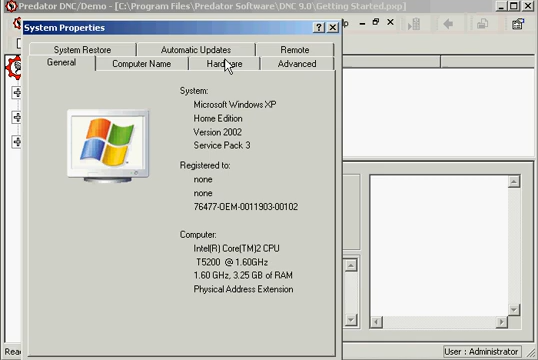 Predator DNC/Demo - [C:\Program Files\Predator Software\DNC 9.0\Getting Started.pxp]
System Properties
System Restore
Automatic Updates
Remote
General
Computer Name
Hardware
Advanced
System:
Microsoft Windows XP
Home Edition
Version 2002
Service Pack 3
Registered to:
none
none
76477-OEM-0011903-00102
Computer:
Intel(R) Core(TM)2 CPU
T5200 @ 1.60GHz
1.60 GHz, 3.25 GB of RAM
Physical Address Extension
User : Administrator